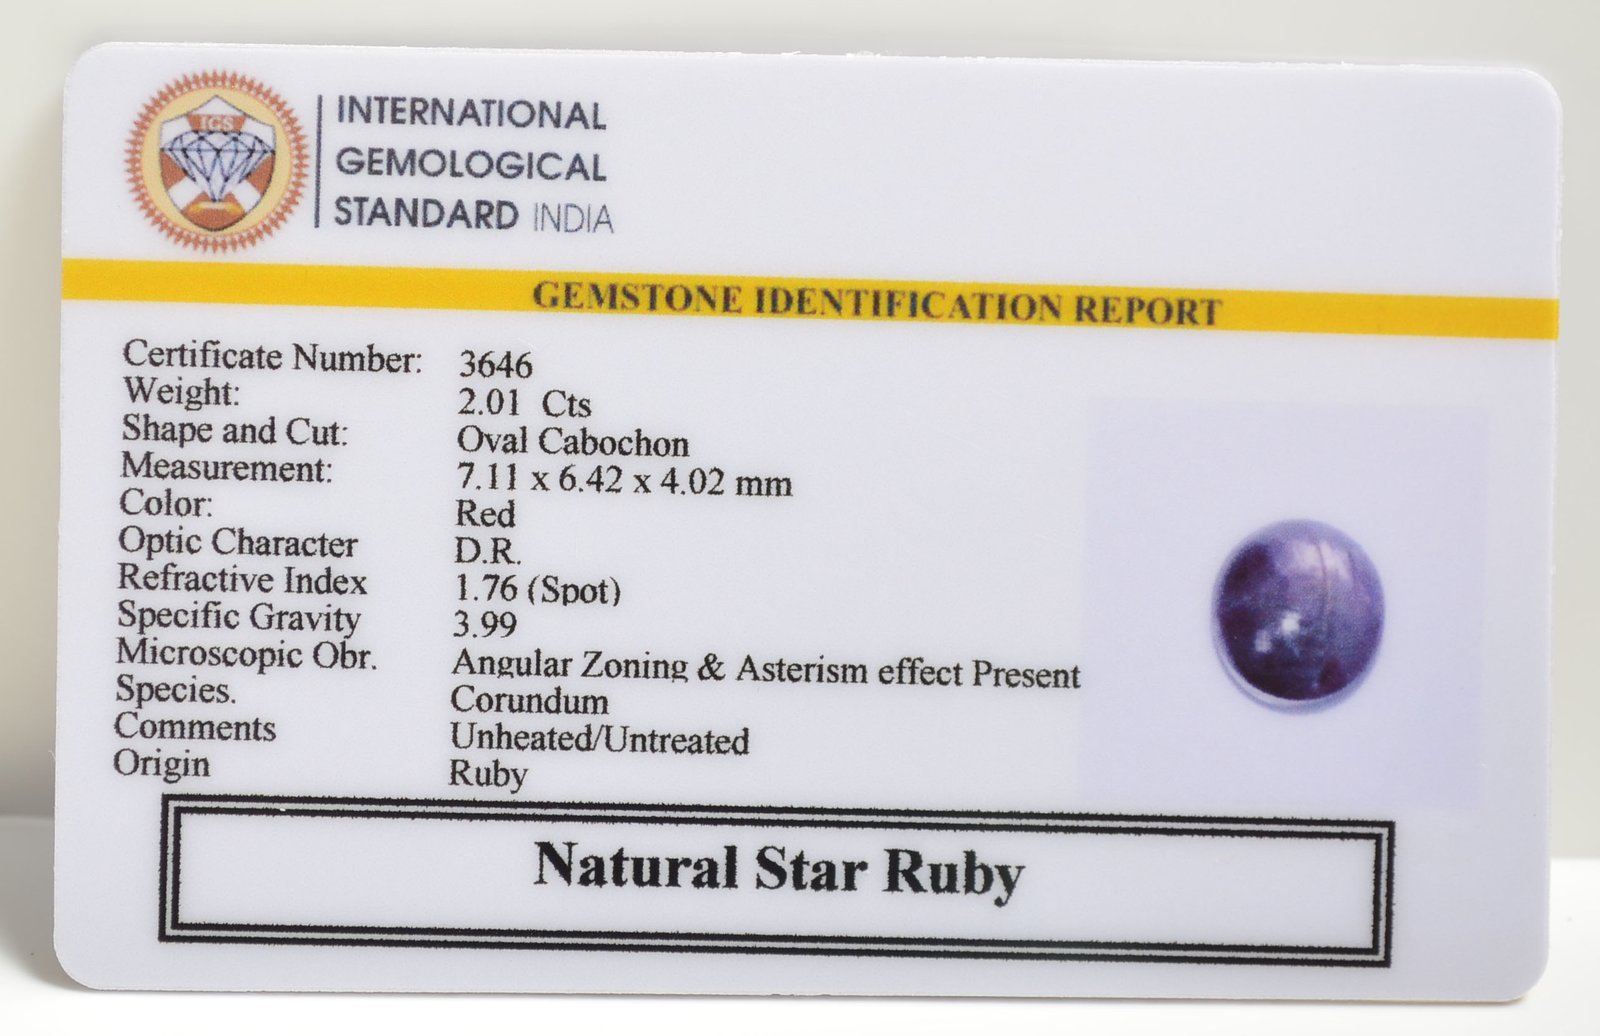 IGS
INTERNATIONAL
GEMOLOGICAL
STANDARD INDIA
GEMSTONE IDENTIFICATION REPORT
Certificate Number: 3646
Weight: 2.01 Cts
Shape and Cut: Oval Cabochon
Measurement: 7.11 x 6.42 x 4.02 mm
Color: Red
Optic Character D.R.
Refractive Index 1.76 (Spot)
Specific Gravity 3.99
Microscopic Obr. Angular Zoning & Asterism effect Present
Species. Corundum
Comments Unheated/Untreated
Origin Ruby
Natural Star Ruby